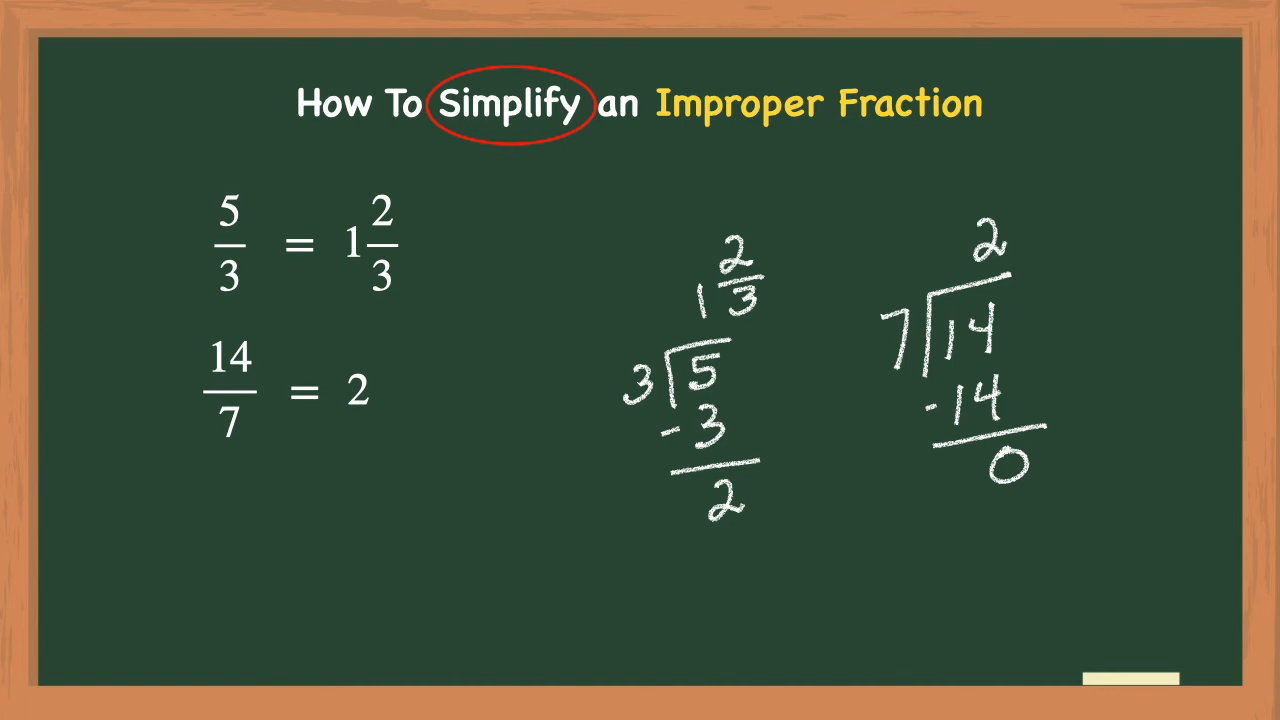 How To Simplify an Improper Fraction
5/3 = 1 2/3
14/7 = 2
1 2/3
3 5
- 3
2
2
7 14
- 14
0